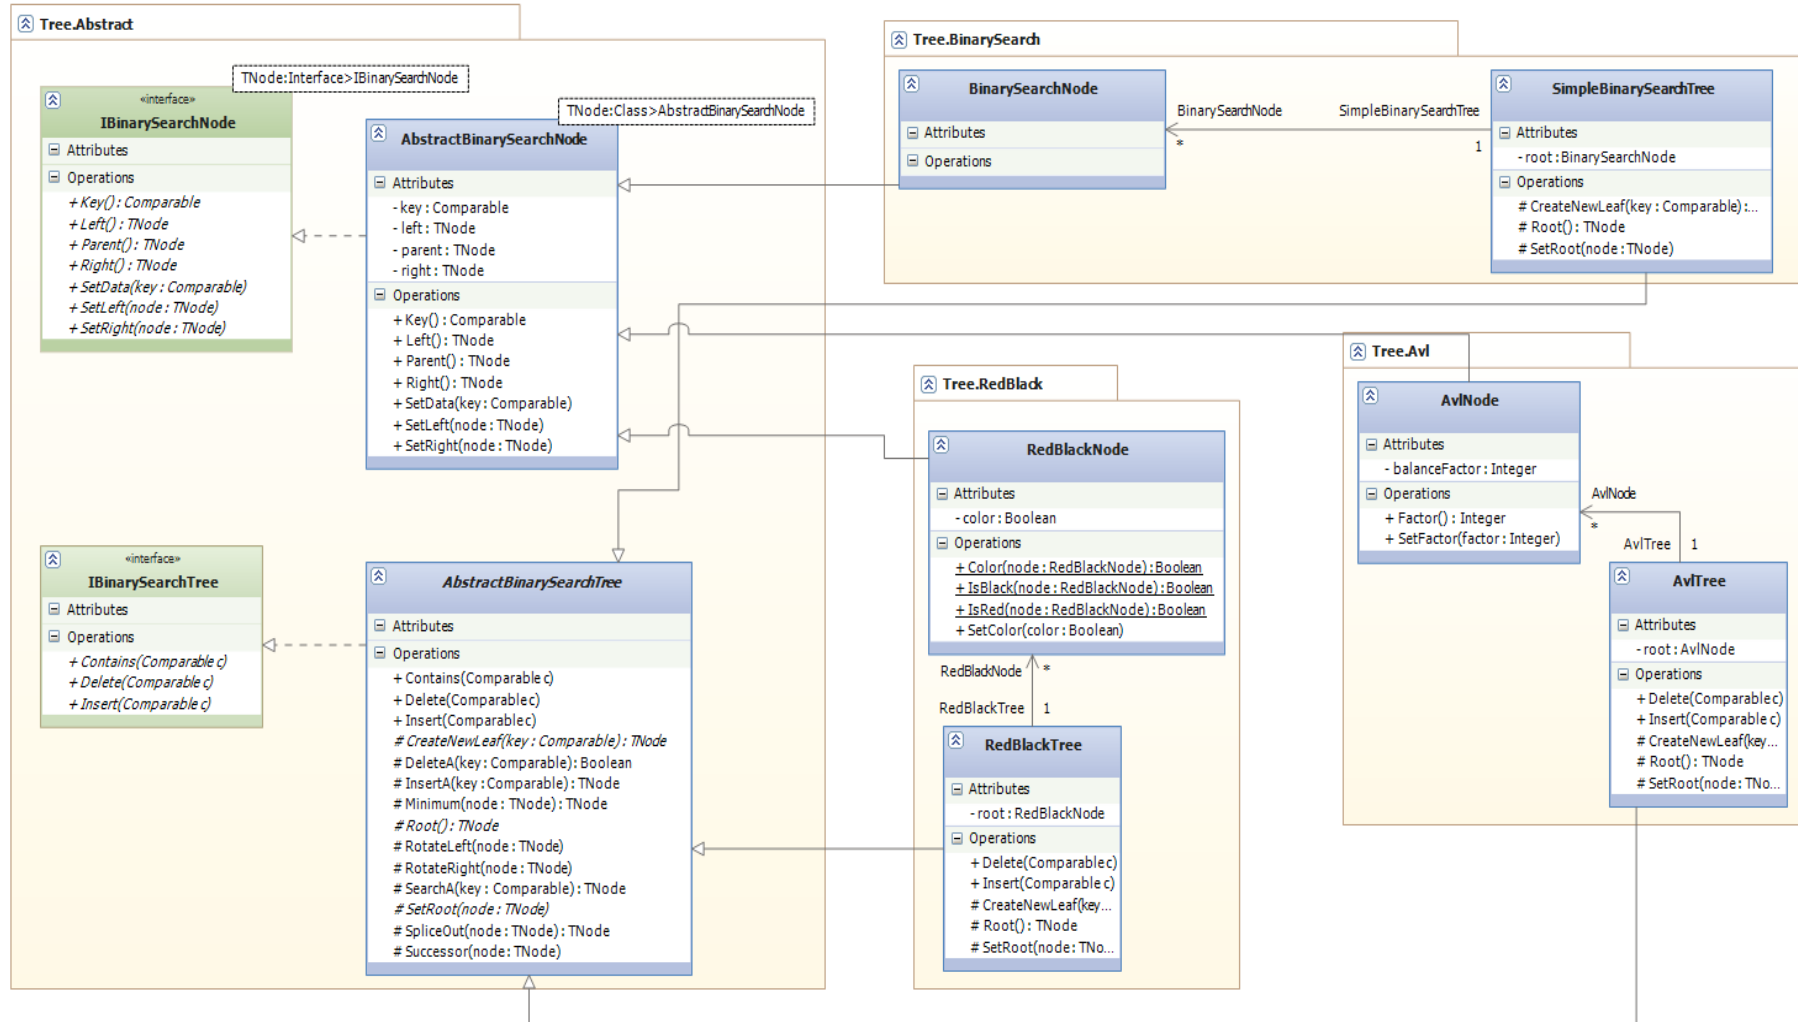 Tree.Abstract
TNode:Interface>IBinarySearchNode
«interface»
IBinarySearchNode
Attributes
Operations
+ Key() : Comparable
+ Left() : TNode
+ Parent() : TNode
+ Right() : TNode
+ SetData(key : Comparable)
+ SetLeft(node : TNode)
+ SetRight(node : TNode)
TNode:Class>AbstractBinarySearchNode
AbstractBinarySearchNode
Attributes
- key : Comparable
- left : TNode
- parent : TNode
- right : TNode
Operations
+ Key() : Comparable
+ Left() : TNode
+ Parent() : TNode
+ Right() : TNode
+ SetData(key : Comparable)
+ SetLeft(node : TNode)
+ SetRight(node : TNode)
«interface»
IBinarySearchTree
Attributes
Operations
+ Contains(Comparable c)
+ Delete(Comparable c)
+ Insert(Comparable c)
AbstractBinarySearchTree
Attributes
Operations
+ Contains(Comparable c)
+ Delete(Comparable c)
+ Insert(Comparable c)
# CreateNewLeaf(key : Comparable) : TNode
# DeleteA(key : Comparable) : Boolean
# InsertA(key : Comparable) : TNode
# Minimum(node : TNode) : TNode
# Root() : TNode
# RotateLeft(node : TNode)
# RotateRight(node : TNode)
# SearchA(key : Comparable) : TNode
# SetRoot(node : TNode)
# SpliceOut(node : TNode) : TNode
# Successor(node : TNode)
Tree.BinarySearch
BinarySearchNode
Attributes
Operations
BinarySearchNode
*
SimpleBinarySearchTree
1
SimpleBinarySearchTree
Attributes
- root : BinarySearchNode
Operations
# CreateNewLeaf(key : Comparable) :...
# Root() : TNode
# SetRoot(node : TNode)
Tree.RedBlack
RedBlackNode
Attributes
- color : Boolean
Operations
+ Color(node : RedBlackNode) : Boolean
+ IsBlack(node : RedBlackNode) : Boolean
+ IsRed(node : RedBlackNode) : Boolean
+ SetColor(color : Boolean)
RedBlackNode *
RedBlackTree 1
RedBlackTree
Attributes
- root : RedBlackNode
Operations
+ Delete(Comparable c)
+ Insert(Comparable c)
# CreateNewLeaf(key...
# Root() : TNode
# SetRoot(node : TNo...
Tree.Avl
AvlNode
Attributes
- balanceFactor : Integer
Operations
+ Factor() : Integer
+ SetFactor(factor : Integer)
AvlNode
*
AvlTree 1
AvlTree
Attributes
- root : AvlNode
Operations
+ Delete(Comparable c)
+ Insert(Comparable c)
# CreateNewLeaf(key...
# Root() : TNode
# SetRoot(node : TNo...